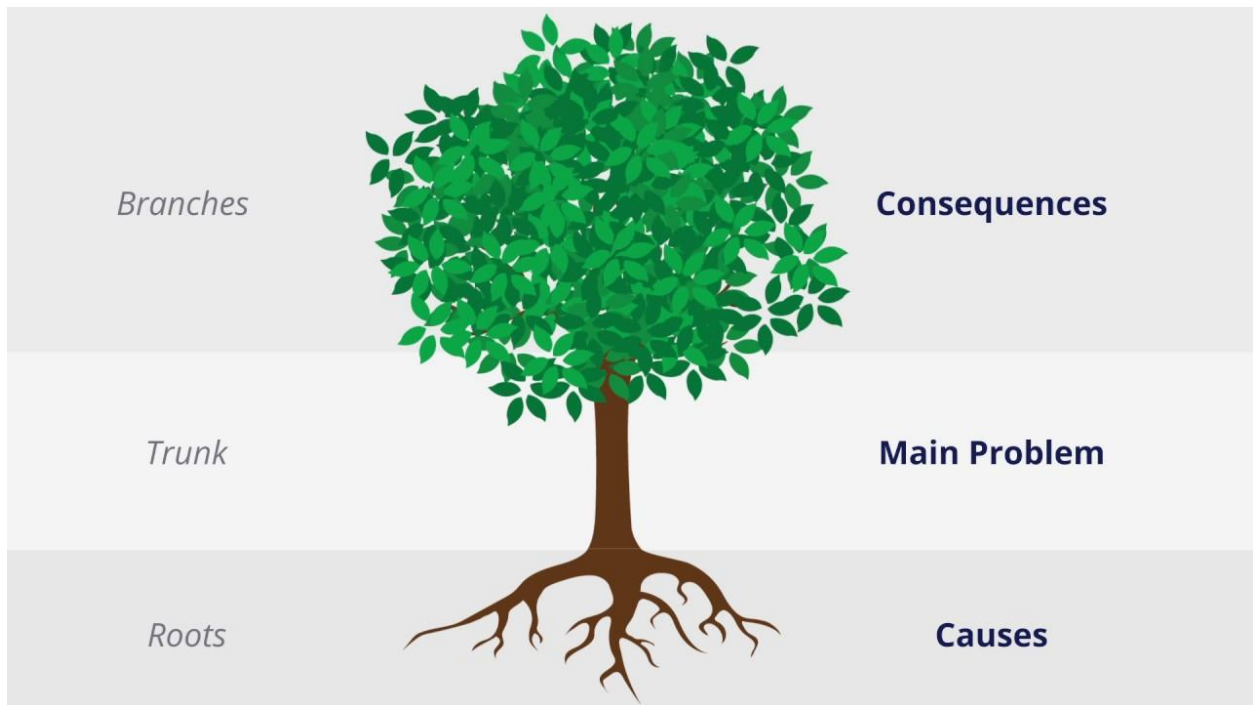 Branches
Consequences
Trunk
Main Problem
Roots
Causes